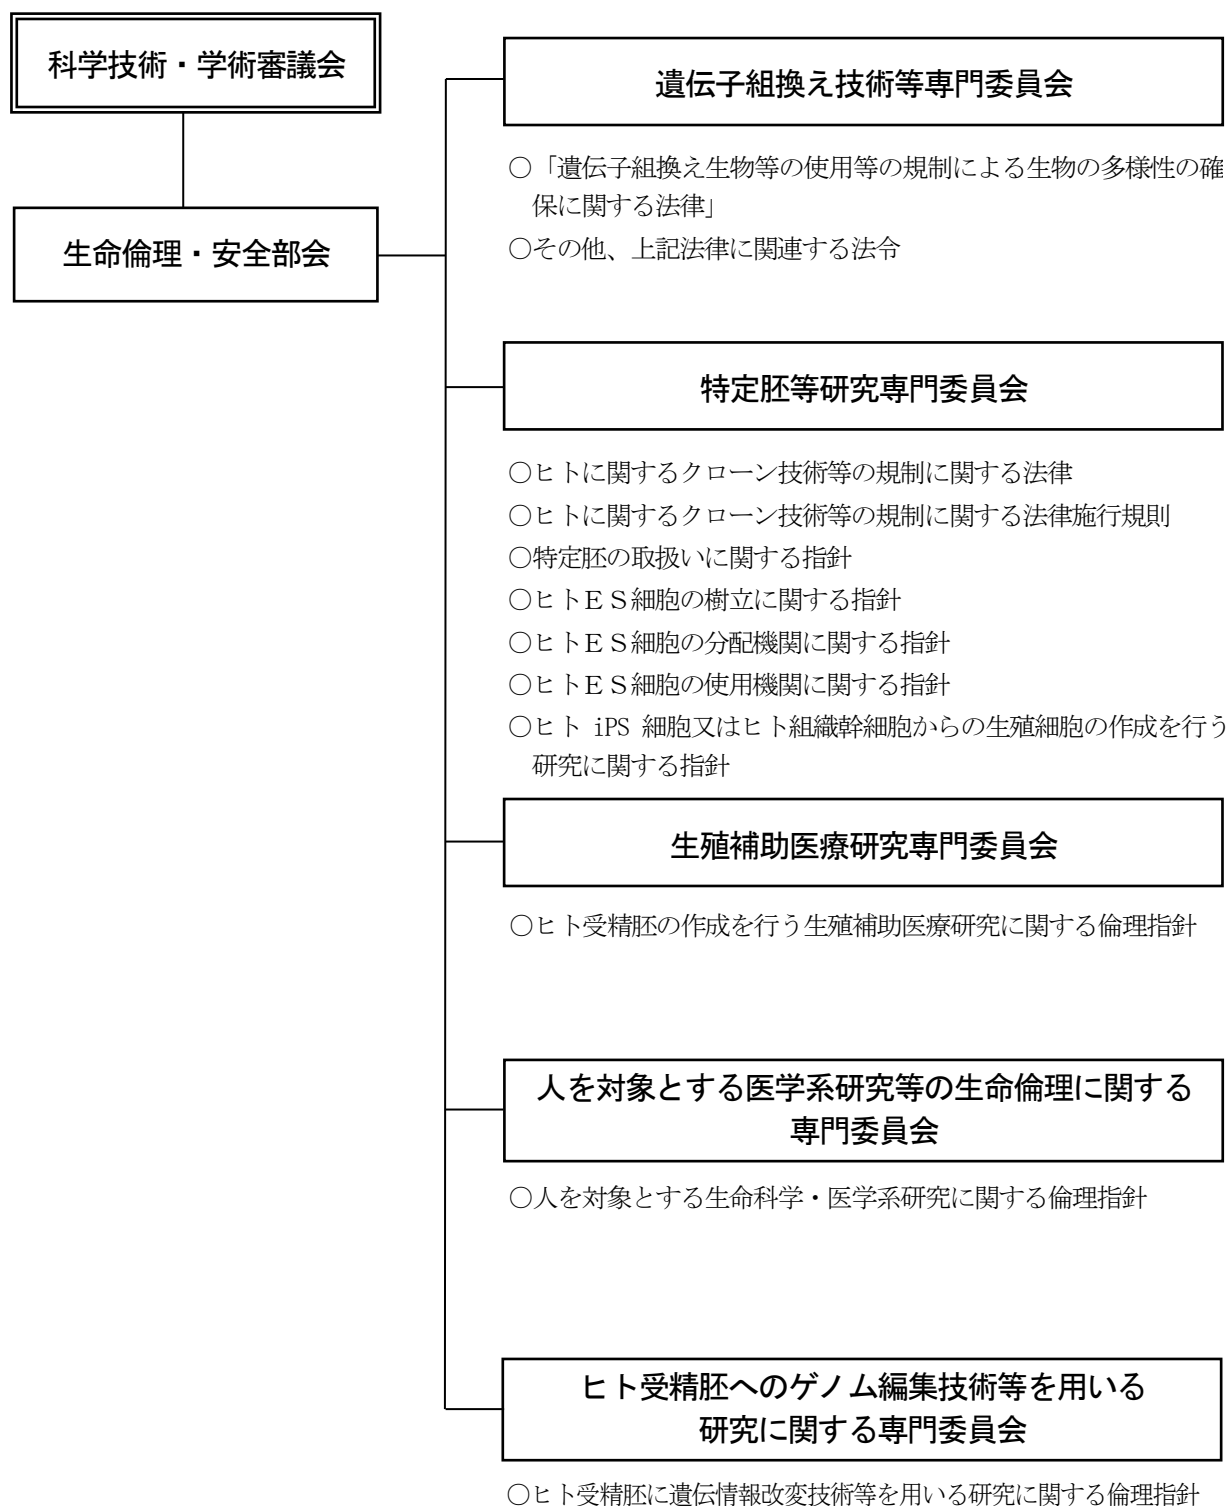 科学技術・学術審議会
生命倫理・安全部会
遺伝子組換え技術等専門委員会
○「遺伝子組換え生物等の使用等の規制による生物の多様性の確
保に関する法律」
○その他、上記法律に関連する法令
特定胚等研究専門委員会
○ヒトに関するクローン技術等の規制に関する法律
○ヒトに関するクローン技術等の規制に関する法律施行規則
○特定胚の取扱いに関する指針
○ヒトＥＳ細胞の樹立に関する指針
○ヒトＥＳ細胞の分配機関に関する指針
○ヒトＥＳ細胞の使用機関に関する指針
○ヒト iPS 細胞又はヒト組織幹細胞からの生殖細胞の作成を行う
研究に関する指針
生殖補助医療研究専門委員会
○ヒト受精胚の作成を行う生殖補助医療研究に関する倫理指針
人を対象とする医学系研究等の生命倫理に関する
専門委員会
○人を対象とする生命科学・医学系研究に関する倫理指針
ヒト受精胚へのゲノム編集技術等を用いる
研究に関する専門委員会
○ヒト受精胚に遺伝情報改変技術等を用いる研究に関する倫理指針